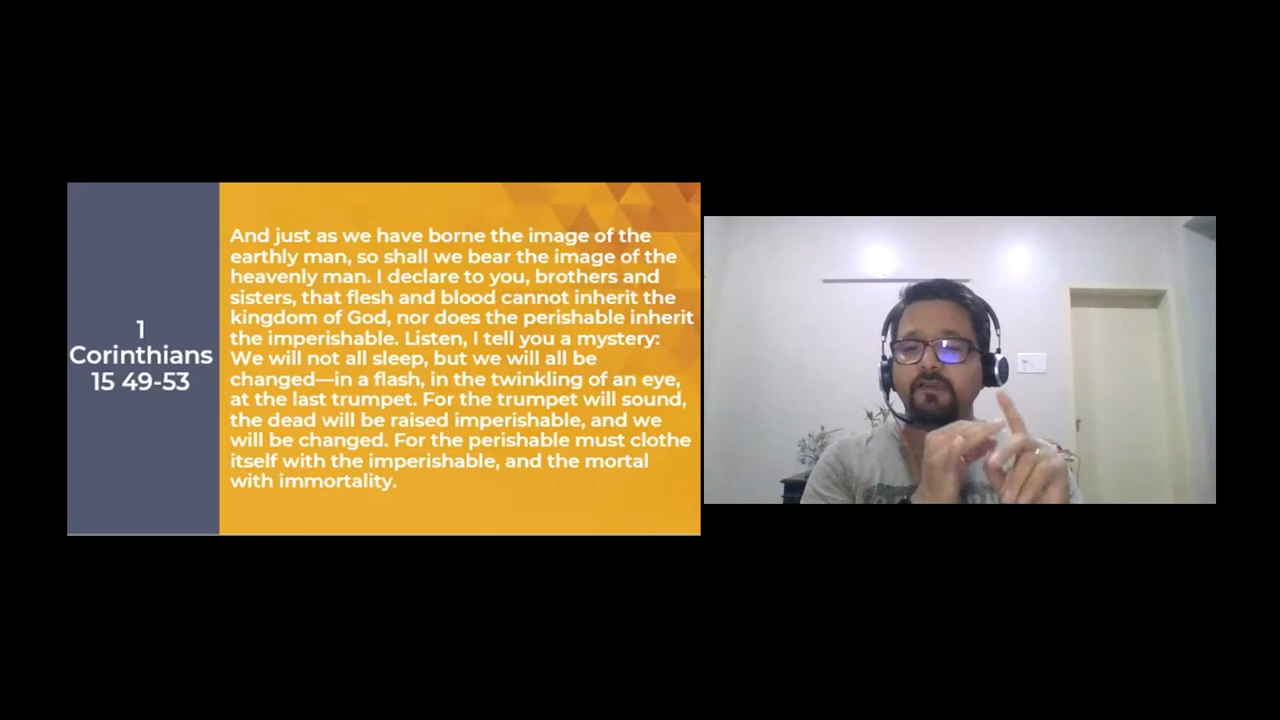 1
Corinthians
15 49-53
And just as we have borne the image of the
earthly man, so shall we bear the image of the
heavenly man. I declare to you, brothers and
sisters, that flesh and blood cannot inherit the
kingdom of God, nor does the perishable inherit
the imperishable. Listen, I tell you a mystery:
We will not all sleep, but we will all be
changed—in a flash, in the twinkling of an eye,
at the last trumpet. For the trumpet will sound,
the dead will be raised imperishable, and we
will be changed. For the perishable must clothe
itself with the imperishable, and the mortal
with immortality.